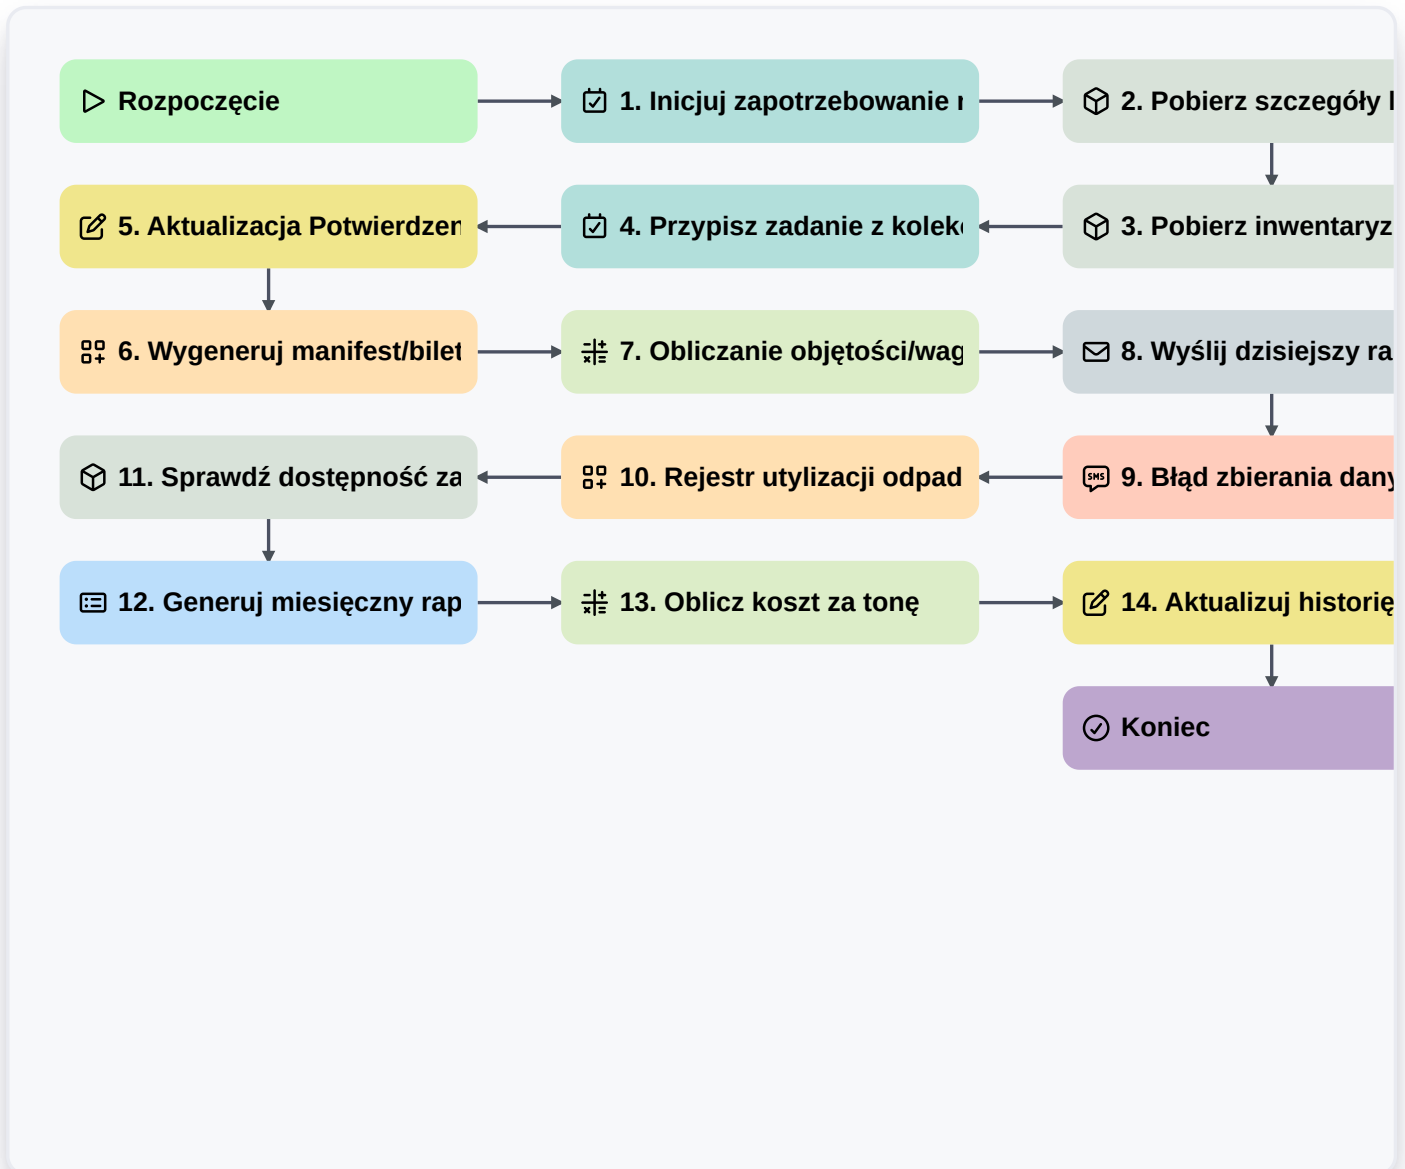 Rozpoczęcie
1. Inicjuj zapotrzebowanie
2. Pobierz szczegóły
5. Aktualizacja Potwierdzen
4. Przypisz zadanie z
3. Pobierz inwentaryz
6. Wygeneruj manifest/bilet
7. Obliczanie objętości/wag
8. Wyślij dzisiejszy ra
11. Sprawdź dostępność za
10. Rejestr utylizacji odpad
9. Błąd zbierania dany
SMS
12. Generuj miesięczny rap
13. Oblicz koszt za tonę
14. Aktualizuj historię
Koniec